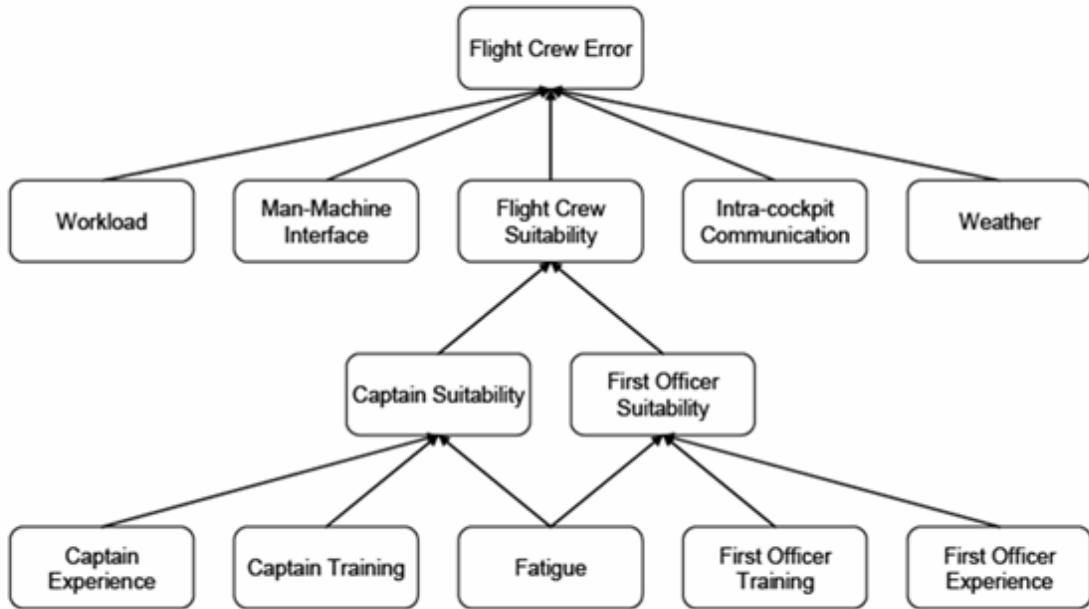 Flight Crew Error
Workload
Man-Machine
Interface
Flight Crew
Suitability
Intra-cockpit
Communication
Weather
Captain Suitability
First Officer
Suitability
Captain
Experience
Captain Training
Fatigue
First Officer
Training
First Officer
Experience